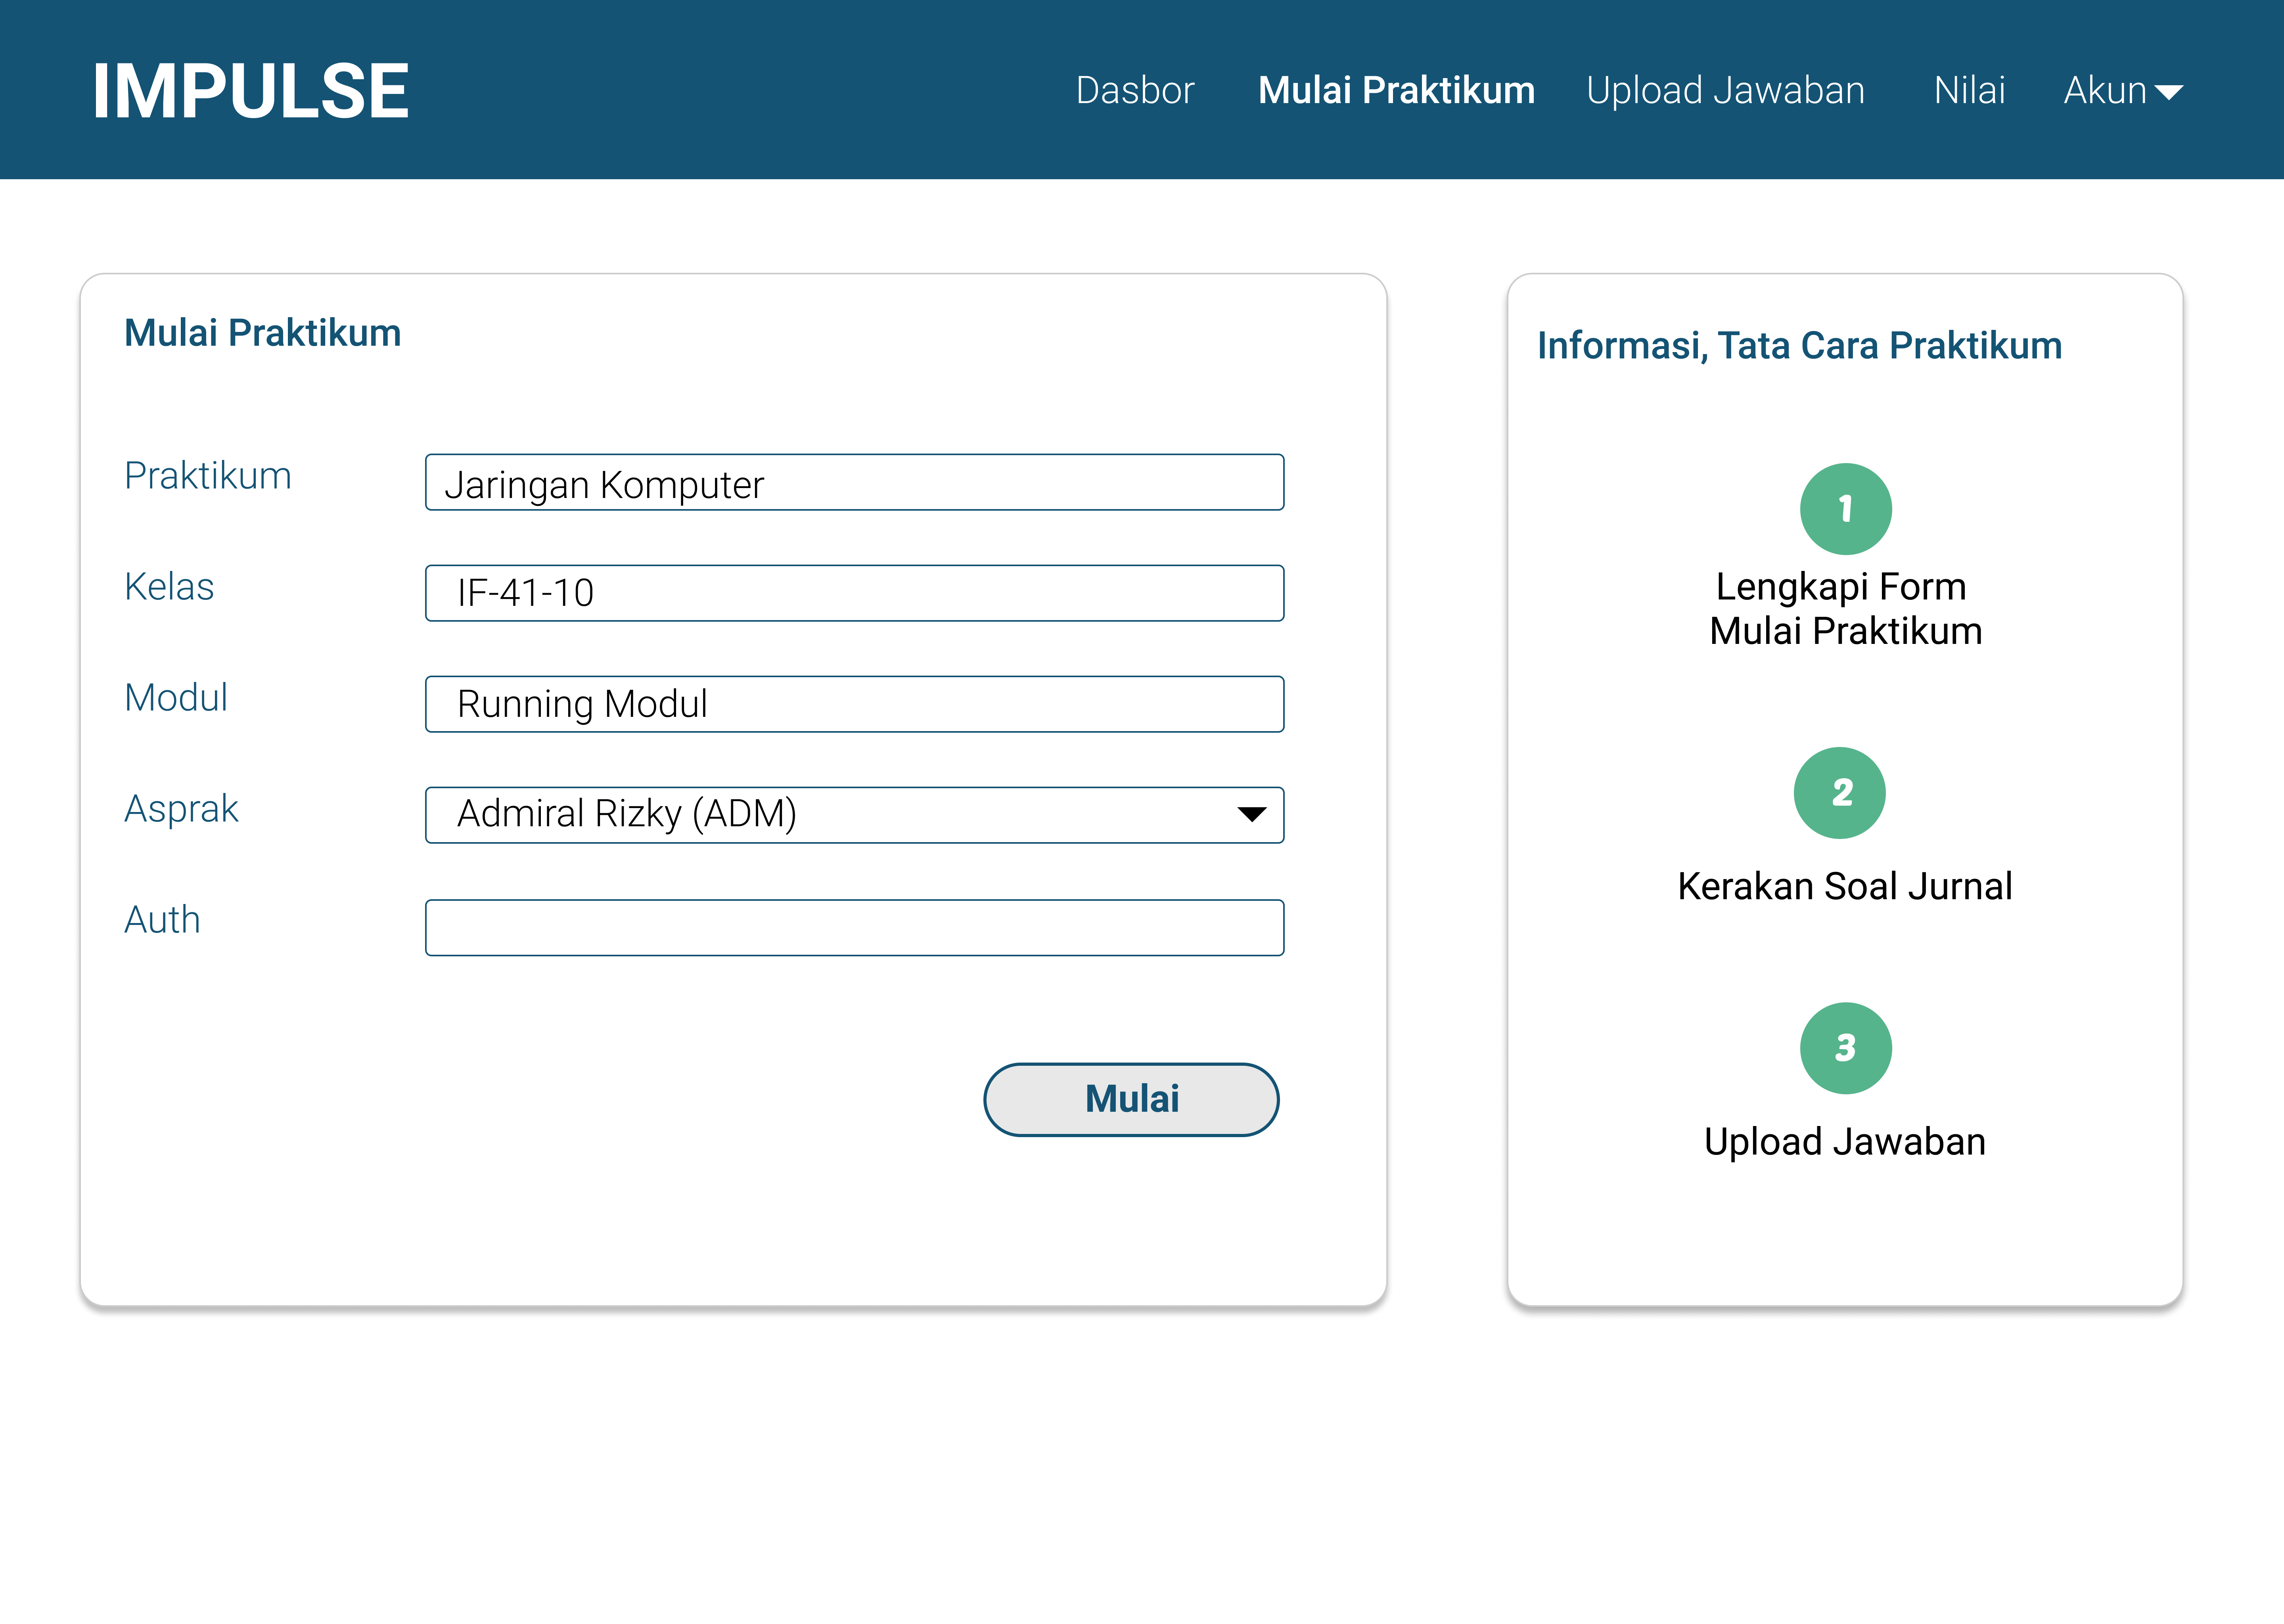 IMPULSE
Dasbor Mulai Praktikum Upload Jawaban Nilai Akun
Mulai Praktikum
Praktikum Jaringan Komputer
Kelas IF-41-10
Modul Running Modul
Asprak Admiral Rizky (ADM)
Auth
Mulai
Informasi, Tata Cara Praktikum
1
Lengkapi Form
Mulai Praktikum
2
Kerakan Soal Jurnal
3
Upload Jawaban